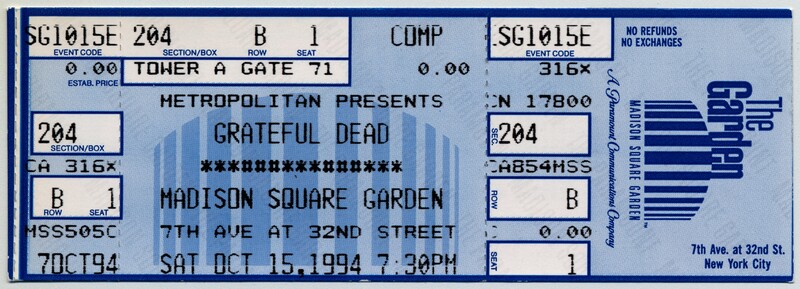 SG1015E 204 B 1 COMP SG1015E
EVENT CODE SECTION/BOX ROW SEAT EVENT CODE
0.00 TOWER A GATE 71 0.00 316×
ESTAB. PRICE
METROPOLITAN PRESENTS CN 17800
204 GRATEFUL DEAD SEC. 204
SECTION/BOX
CA 316× ***************** CA854MSS
B 1 MADISON SQUARE GARDEN ROW B
ROW SEAT
MSS505C 7TH AVE AT 32ND STREET C 0.00
7OCT94 SAT OCT 15,1994 7:30PM SEAT 1
NO REFUNDS
NO EXCHANGES
The
Garden
MADISON SQUARE GARDEN™
A Paramount Communications Company
7th Ave. at 32nd St.
New York City